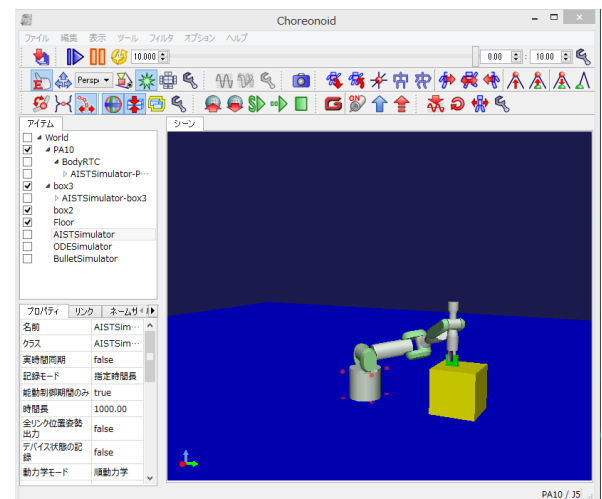 Choreonoid
ファイル 編集 表示 ツール フィルタ オプション ヘルプ
10.000 0.00 : 10.00
Persp
ON
アイテム シーン
World
PA10
BodyRTC
AISTSimulator-P…
box3
AISTSimulator-box3
box2
Floor
AISTSimulator
ODESimulator
BulletSimulator
プロパティ リンク ネームサ
名前 AISTSim…
クラス AISTSim…
実時間同期 false
記録モード 指定時間長
能動制御期間のみ true
時間長 1000.00
全リンク位置姿勢
出力 false
デバイス状態の記
録 false
動力学モード 順動力学
PA10 / J5